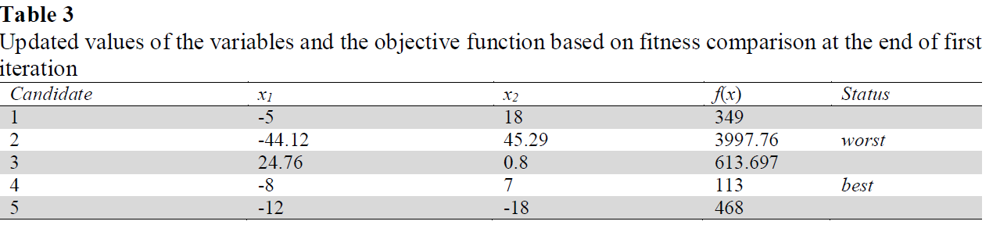 Table 3
Updated values of the variables and the objective function based on fitness comparison at the end of first
iteration
Candidate x1 x2 f(x) Status
1 -5 18 349
2 -44.12 45.29 3997.76 worst
3 24.76 0.8 613.697
4 -8 7 113 best
5 -12 -18 468